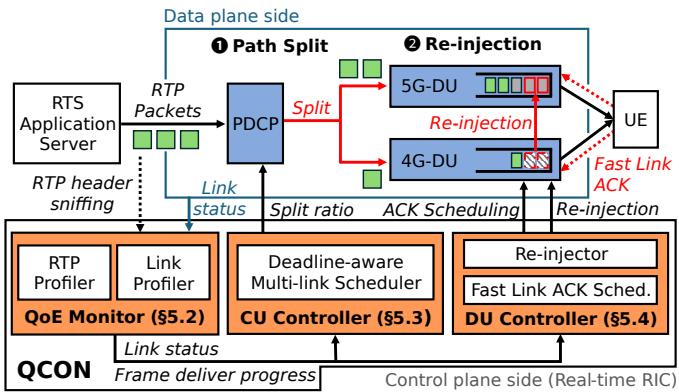 Data plane side
❶ Path Split
❷ Re-injection
RTP
Packets
RTS
Application
Server
PDCP
Split
5G-DU
Re-injection
4G-DU
UE
Fast Link
ACK
RTP header
sniffing
Link
status
Split ratio
ACK Scheduling
Re-injection
RTP
Profiler
Link
Profiler
QoE Monitor (§5.2)
Deadline-aware
Multi-link Scheduler
CU Controller (§5.3)
Re-injector
Fast Link ACK Sched.
DU Controller (§5.4)
Link status
QCON
Frame deliver progress
Control plane side (Real-time RIC)